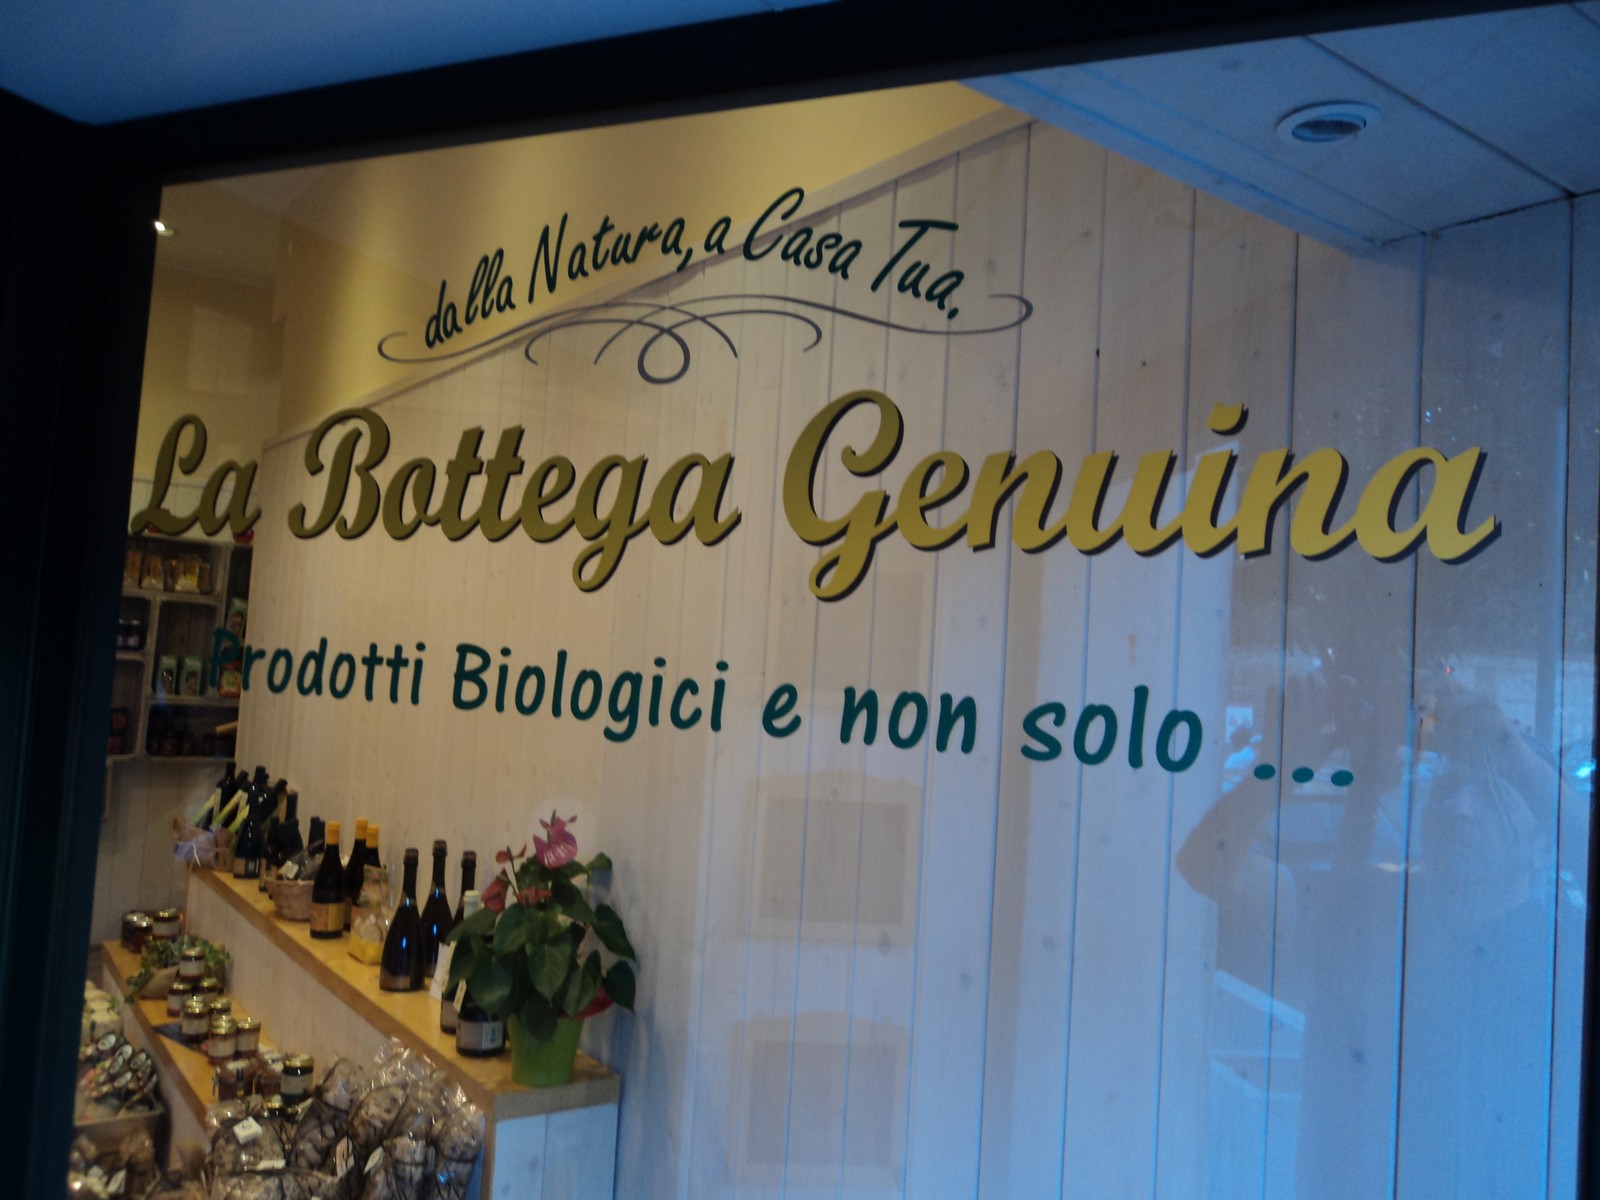 dalla Natura, a Casa Tua.
La Bottega Genuina
Prodotti Biologici e non solo ...